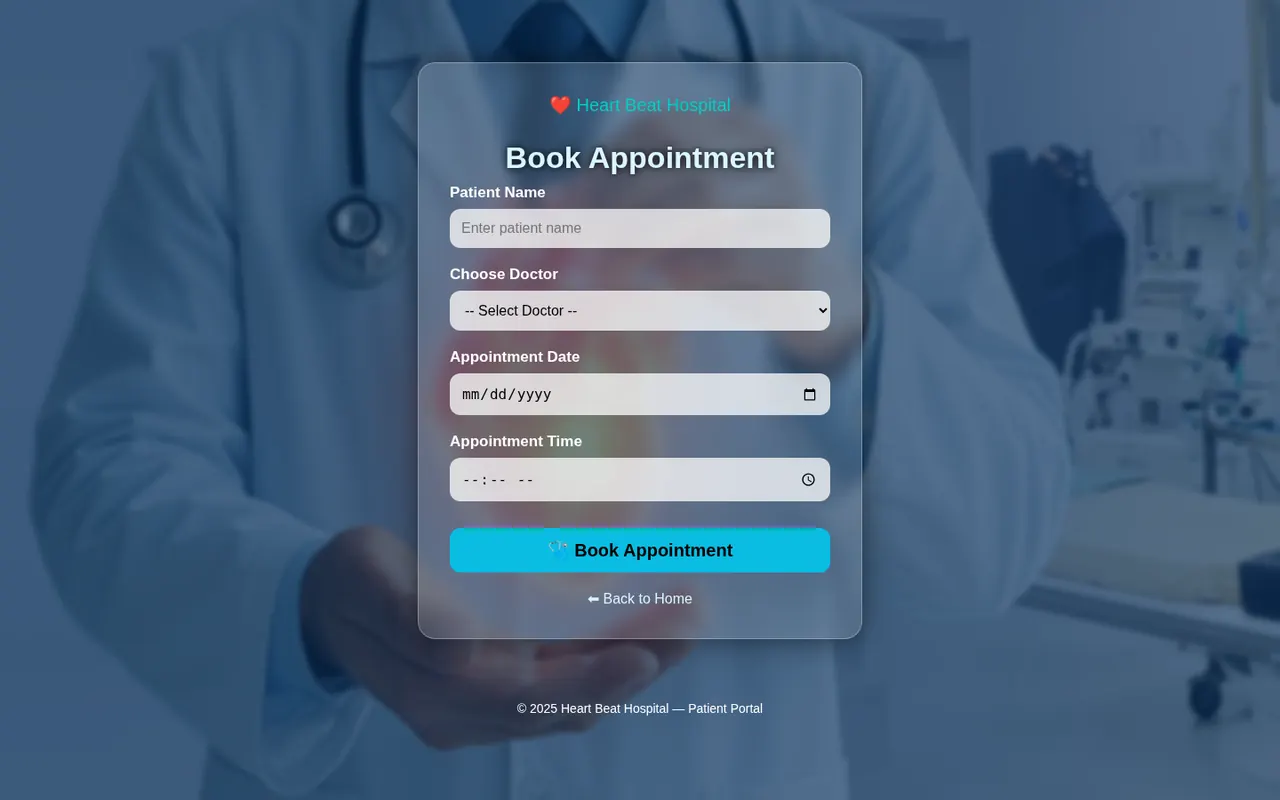 ❤️ Heart Beat Hospital
Book Appointment
Patient Name
Enter patient name
Choose Doctor
-- Select Doctor --
Appointment Date
mm/dd/yyyy
Appointment Time
--:-- --
🩺 Book Appointment
⬅ Back to Home
© 2025 Heart Beat Hospital — Patient Portal